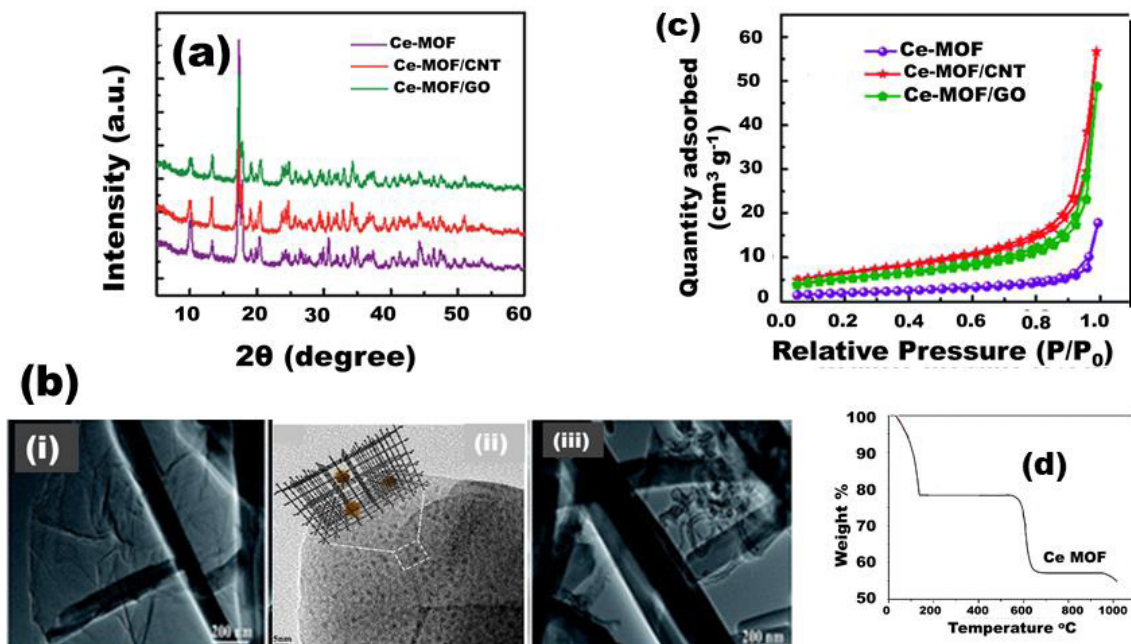 (a)
Ce-MOF
Ce-MOF/CNT
Ce-MOF/GO
Intensity (a.u.)
10 20 30 40 50 60
2θ (degree)
(c)
Ce-MOF
Ce-MOF/CNT
Ce-MOF/GO
Quantity adsorbed
(cm³ g⁻¹)
60
50
40
30
20
10
5
0
0.0 0.2 0.4 0.6 0.8 1.0
Relative Pressure (P/P₀)
(b)
(i)
200 nm
(ii)
5nm
(iii)
200 nm
(d)
Weight %
100
90
80
70
60
50
Ce MOF
0 200 400 600 800 1000
Temperature °C